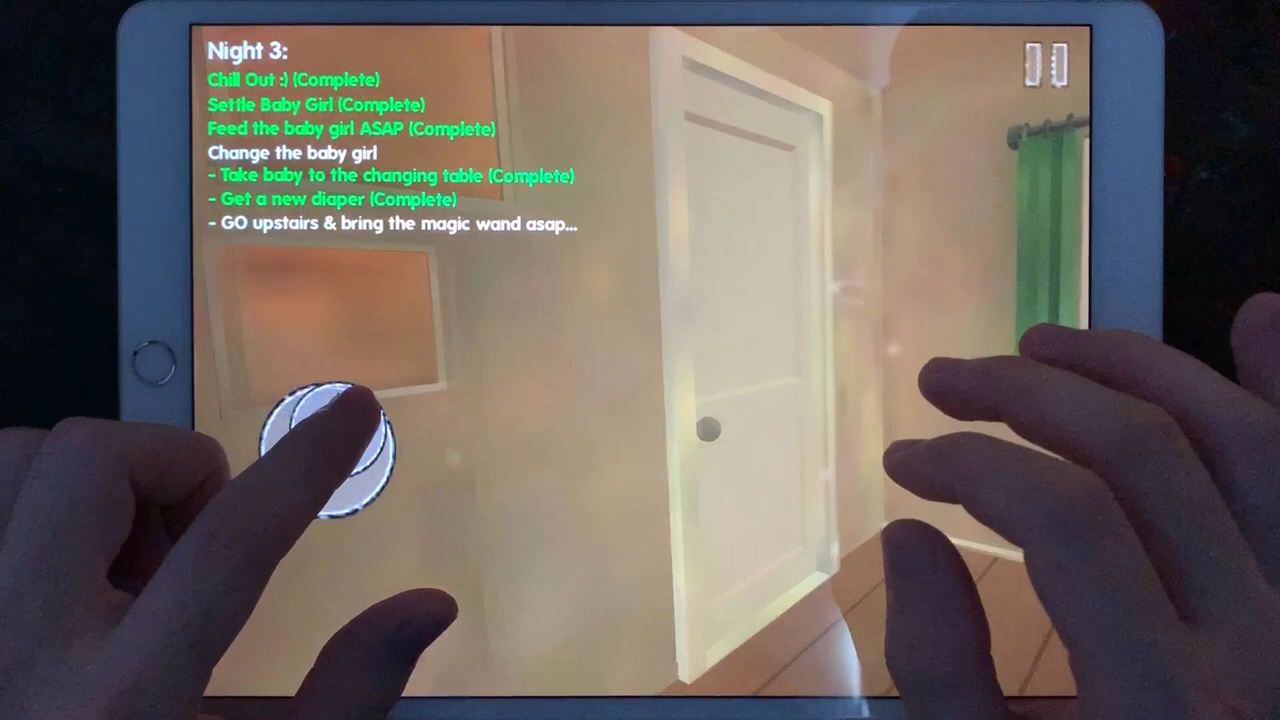 Night 3:
Chill Out :) (Complete)
Settle Baby Girl (Complete)
Feed the baby girl ASAP (Complete)
Change the baby girl
- Take baby to the changing table (Complete)
- Get a new diaper (Complete)
- GO upstairs & bring the magic wand asap...